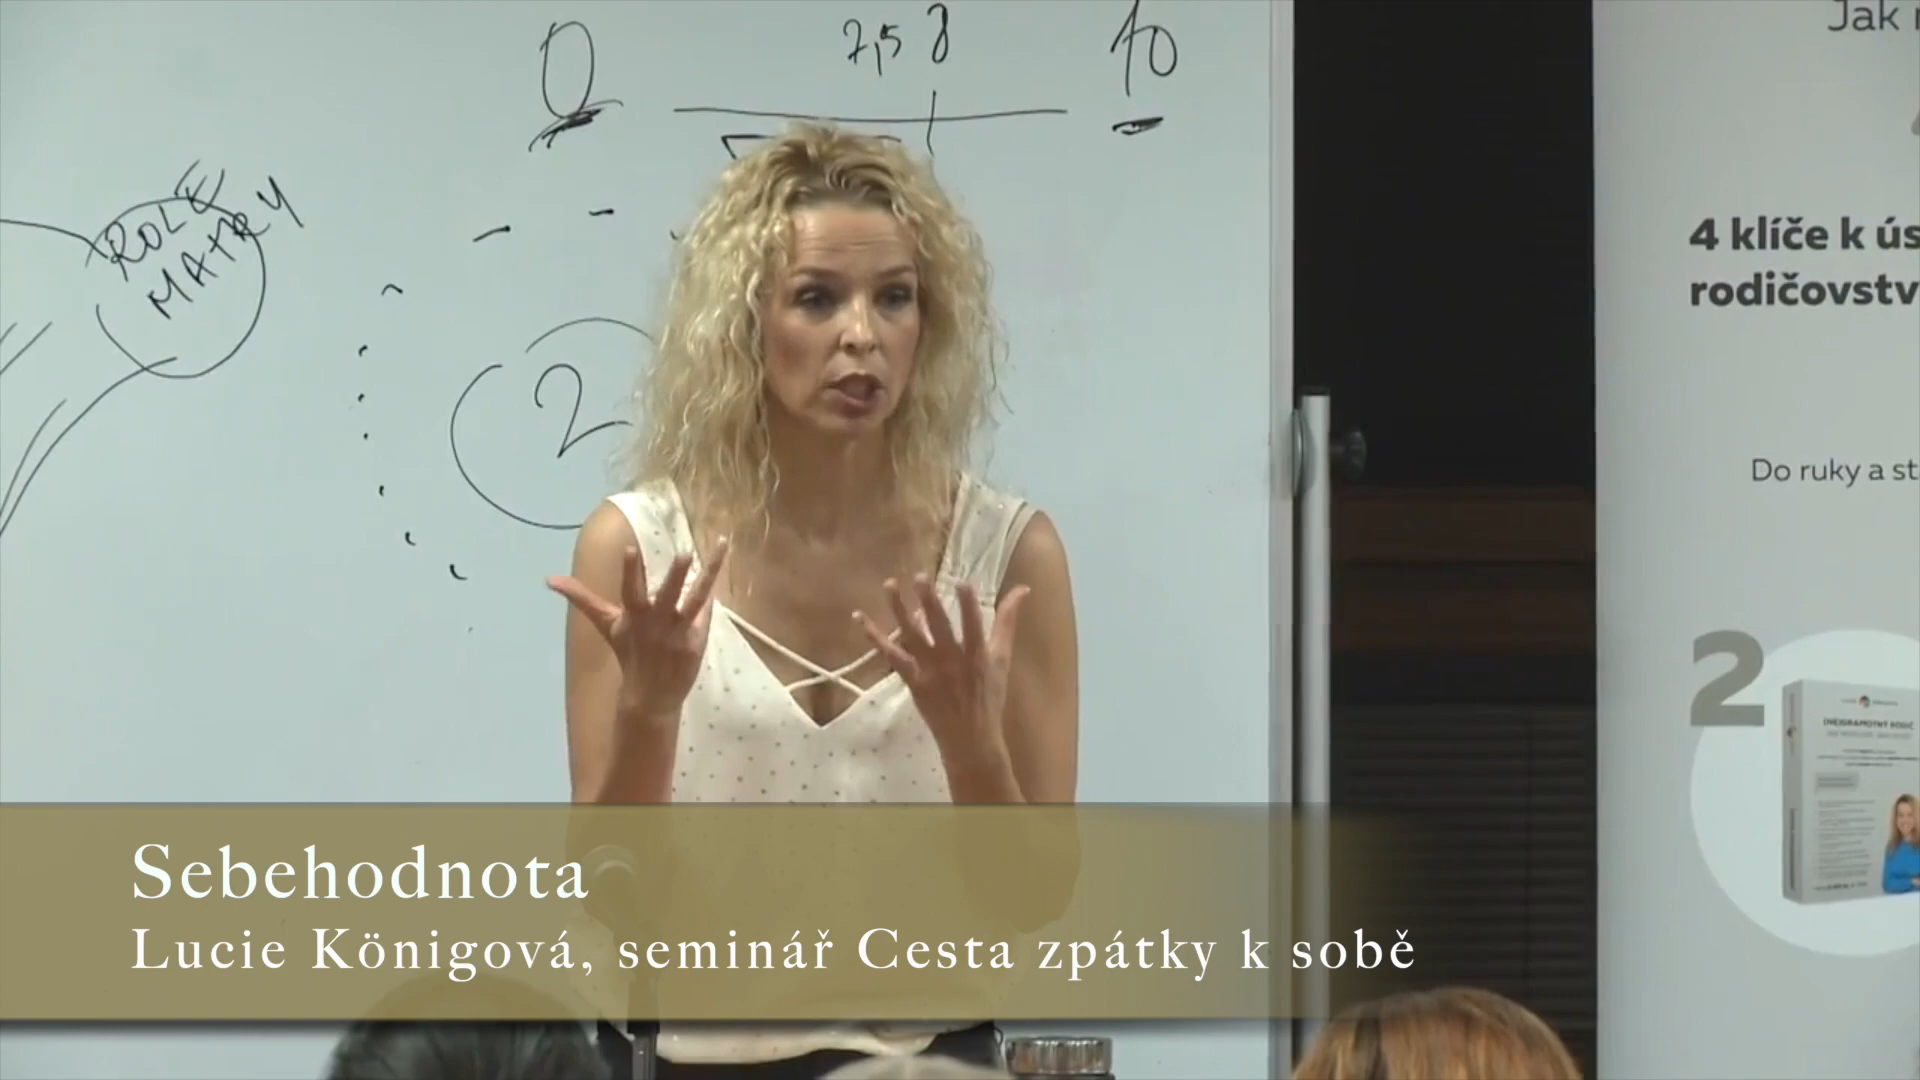 0
7,5 8
10
ROLE
MATRY
2
Jak
4 klíče k ús
rodičovstv
Do ruky a st
2
Sebehodnota
Lucie Königová, seminář Cesta zpátky k sobě